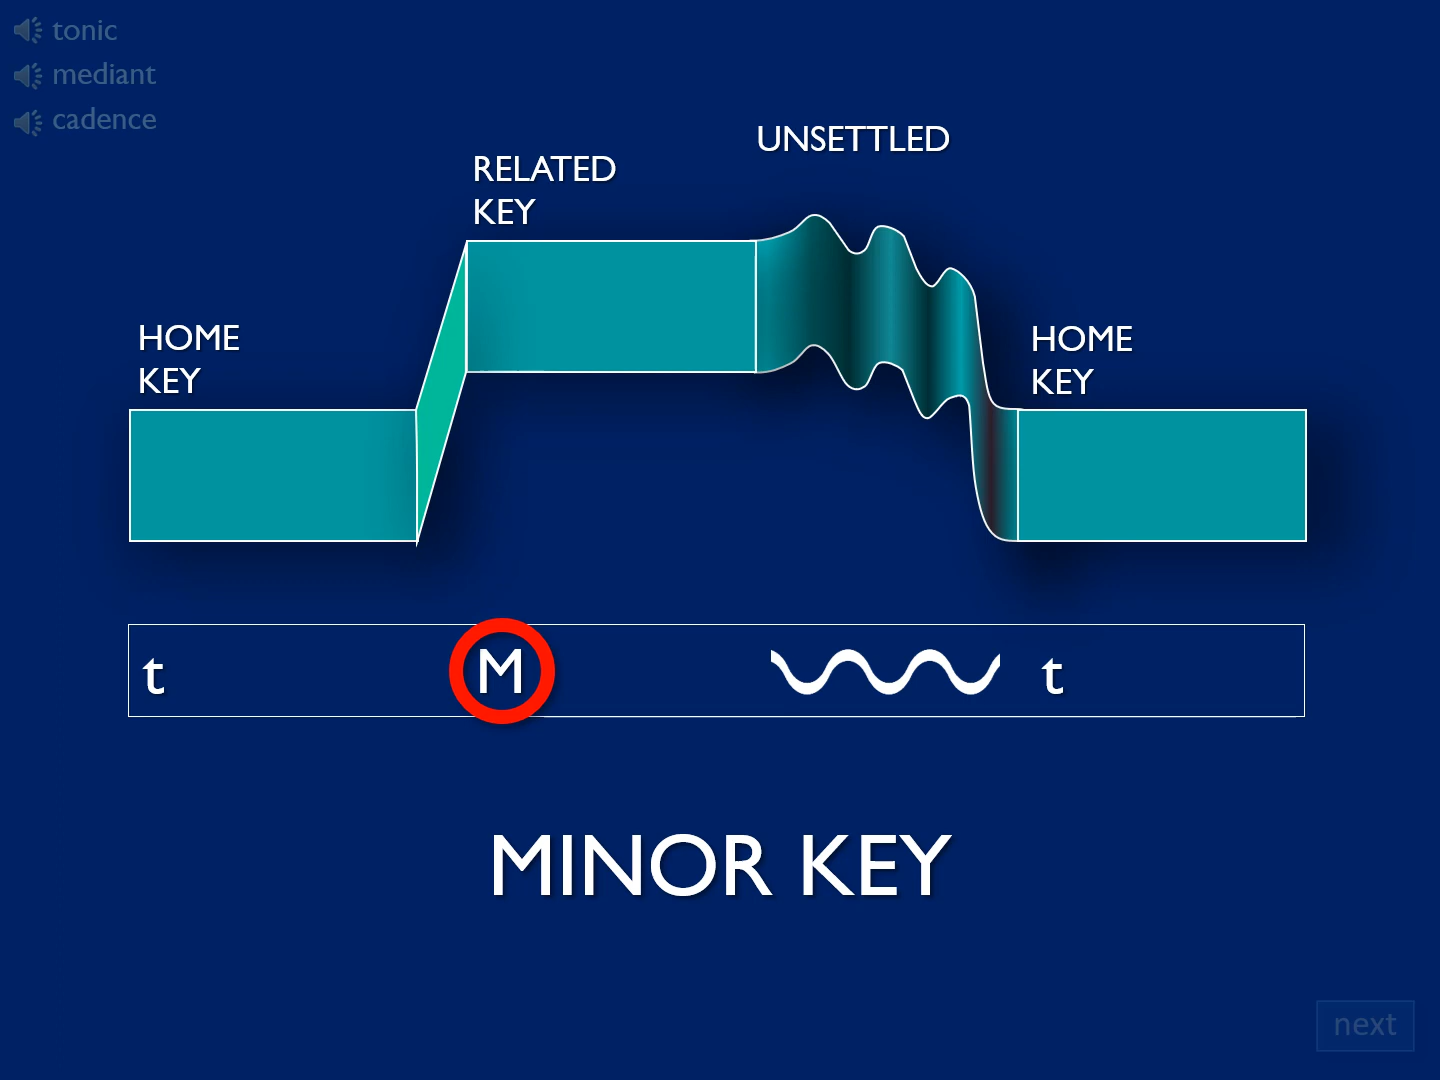 tonic
mediant
cadence
UNSETTLED
RELATED
KEY
HOME
KEY
HOME
KEY
t
M
t
MINOR KEY
next